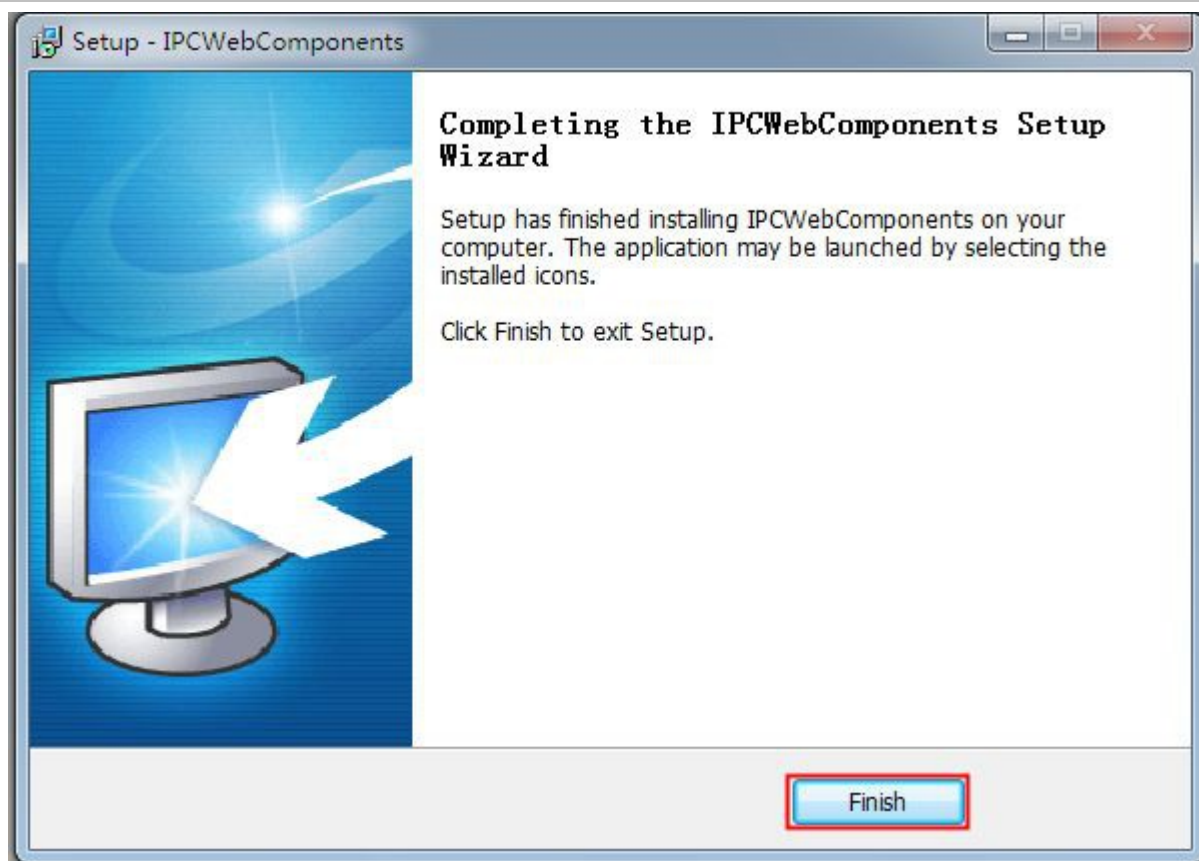 Setup - IPCWebComponents
Completing the IPCWebComponents Setup
Wizard
Setup has finished installing IPCWebComponents on your
computer. The application may be launched by selecting the
installed icons.
Click Finish to exit Setup.
Finish